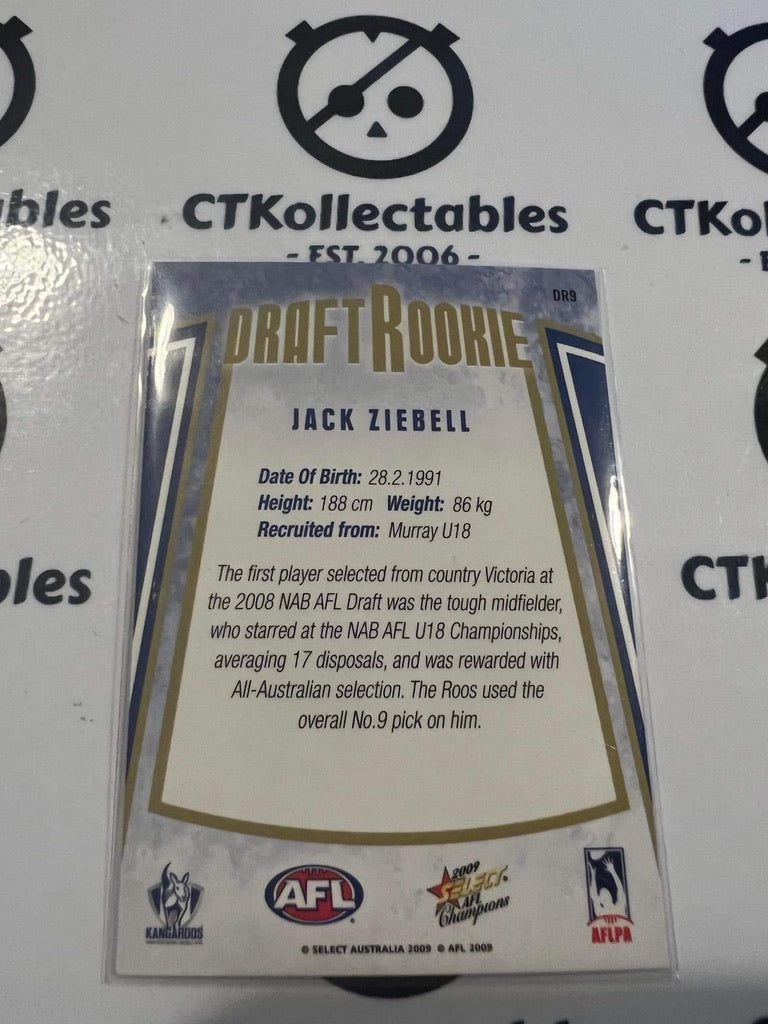 CTKollectables
- EST. 2006 -
DR9
DRAFT ROOKIE
JACK ZIEBELL
Date Of Birth: 28.2.1991
Height: 188 cm Weight: 86 kg
Recruited from: Murray U18
The first player selected from country Victoria at
the 2008 NAB AFL Draft was the tough midfielder,
who starred at the NAB AFL U18 Championships,
averaging 17 disposals, and was rewarded with
All-Australian selection. The Roos used the
overall No.9 pick on him.
KANGAROOS
AFL
2009
SELECT
AFL
Champions
AFLPA
© SELECT AUSTRALIA 2009 © AFL 2009